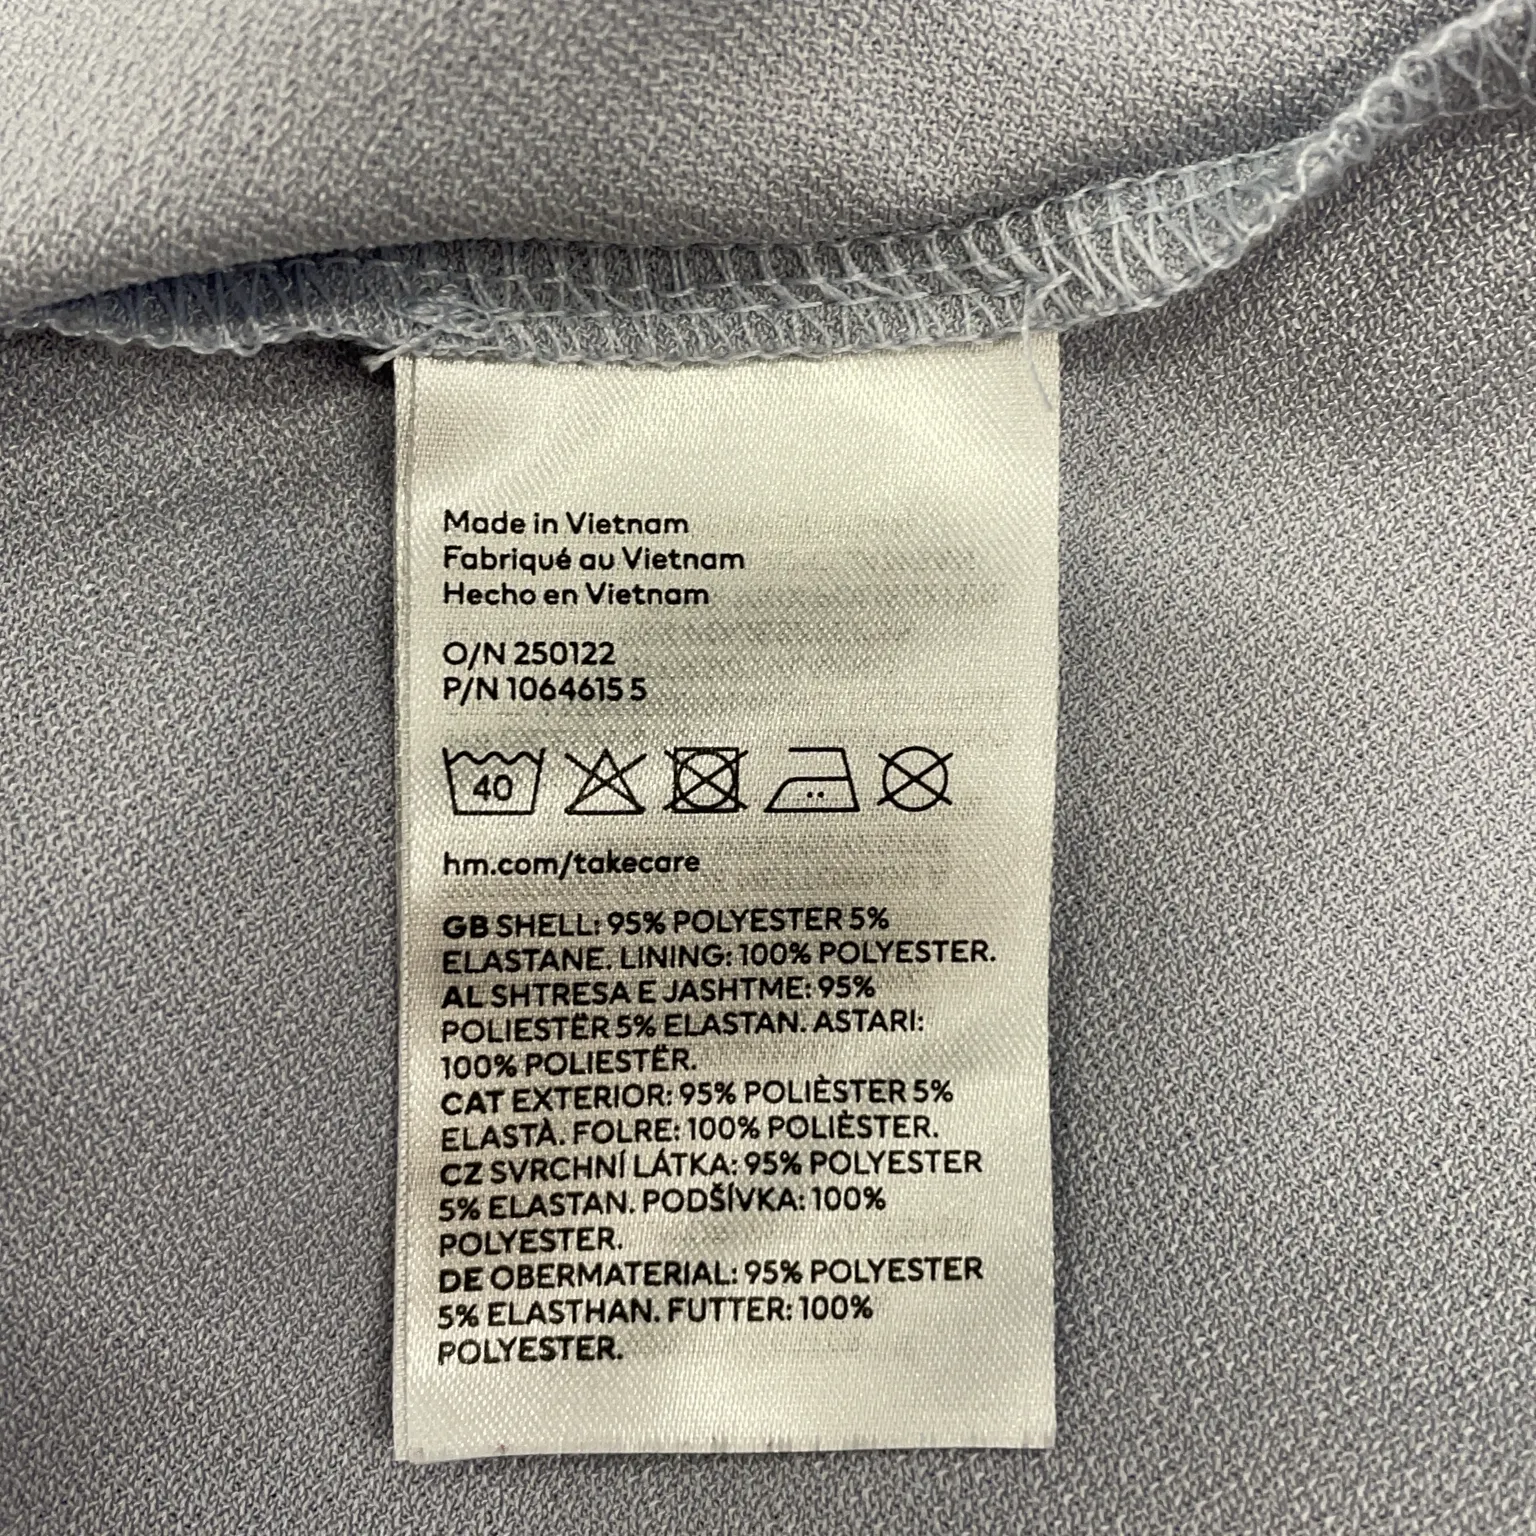 Made in Vietnam
Fabriqué au Vietnam
Hecho en Vietnam
O/N 250122
P/N 1064615 5
40
hm.com/takecare
GB SHELL: 95% POLYESTER 5%
ELASTANE. LINING: 100% POLYESTER.
AL SHTRESA E JASHTME: 95%
POLIESTËR 5% ELASTAN. ASTARI:
100% POLIESTËR.
CAT EXTERIOR: 95% POLIÈSTER 5%
ELASTÀ. FOLRE: 100% POLIÈSTER.
CZ SVRCHNÍ LÁTKA: 95% POLYESTER
5% ELASTAN. PODŠÍVKA: 100%
POLYESTER.
DE OBERMATERIAL: 95% POLYESTER
5% ELASTHAN. FUTTER: 100%
POLYESTER.